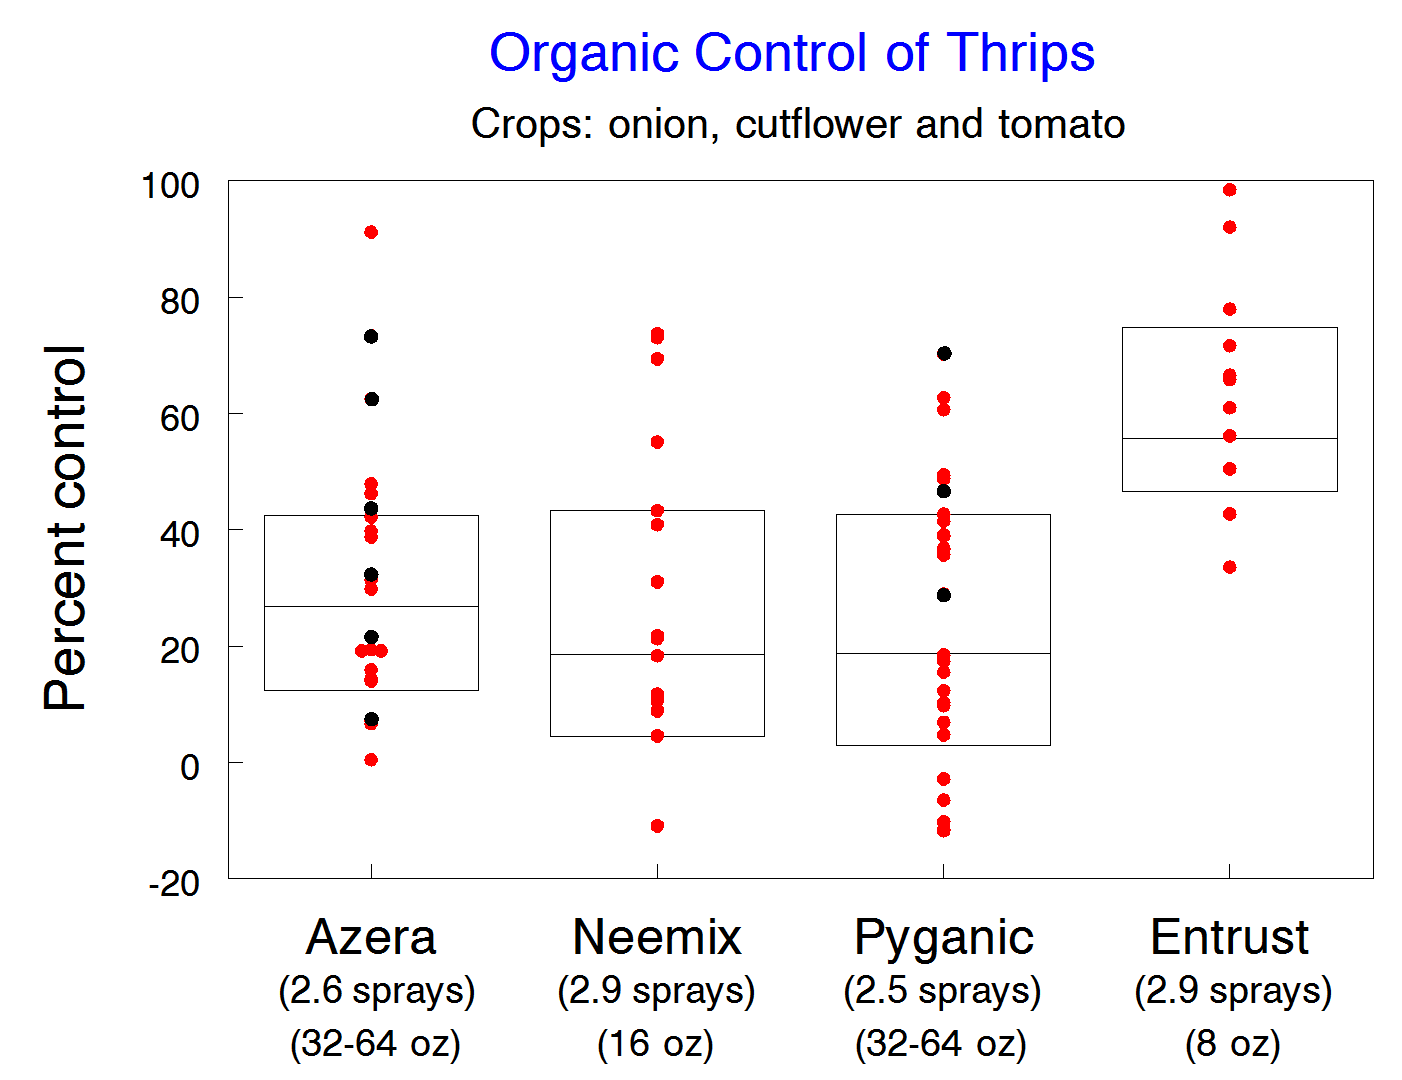 Organic Control of Thrips
Crops: onion, cutflower and tomato
Percent control
100
80
60
40
20
0
-20
Azera Neemix Pyganic Entrust
(2.6 sprays) (2.9 sprays) (2.5 sprays) (2.9 sprays)
(32-64 oz) (16 oz) (32-64 oz) (8 oz)